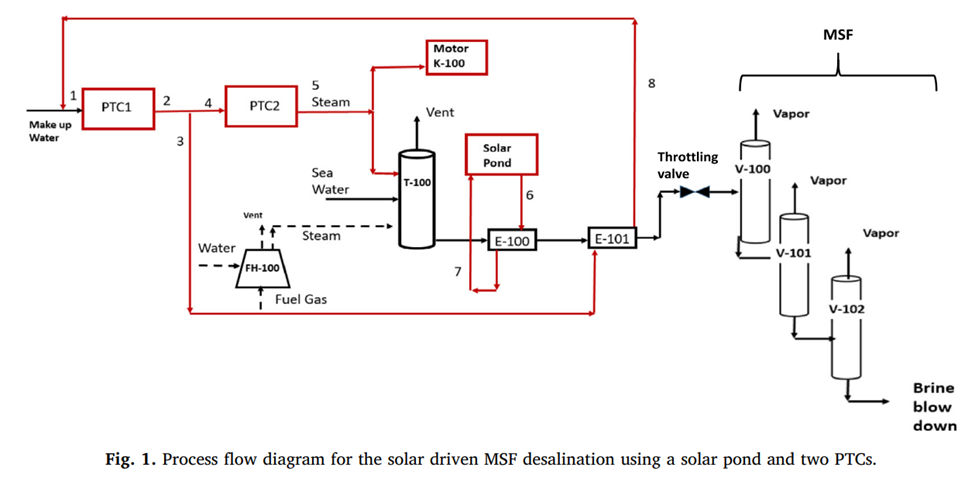 MSF
Motor
K-100
8
5
Steam
1
PTC1
2
4
PTC2
Vent
Vapor
Make up
Water
3
Solar
Pond
Throttling
valve
V-100
Sea
Water
T-100
6
Vapor
Vent
Steam
E-100
E-101
Vapor
Water
FH-100
7
V-101
Fuel Gas
V-102
Brine
blow
down
Fig. 1. Process flow diagram for the solar driven MSF desalination using a solar pond and two PTCs.